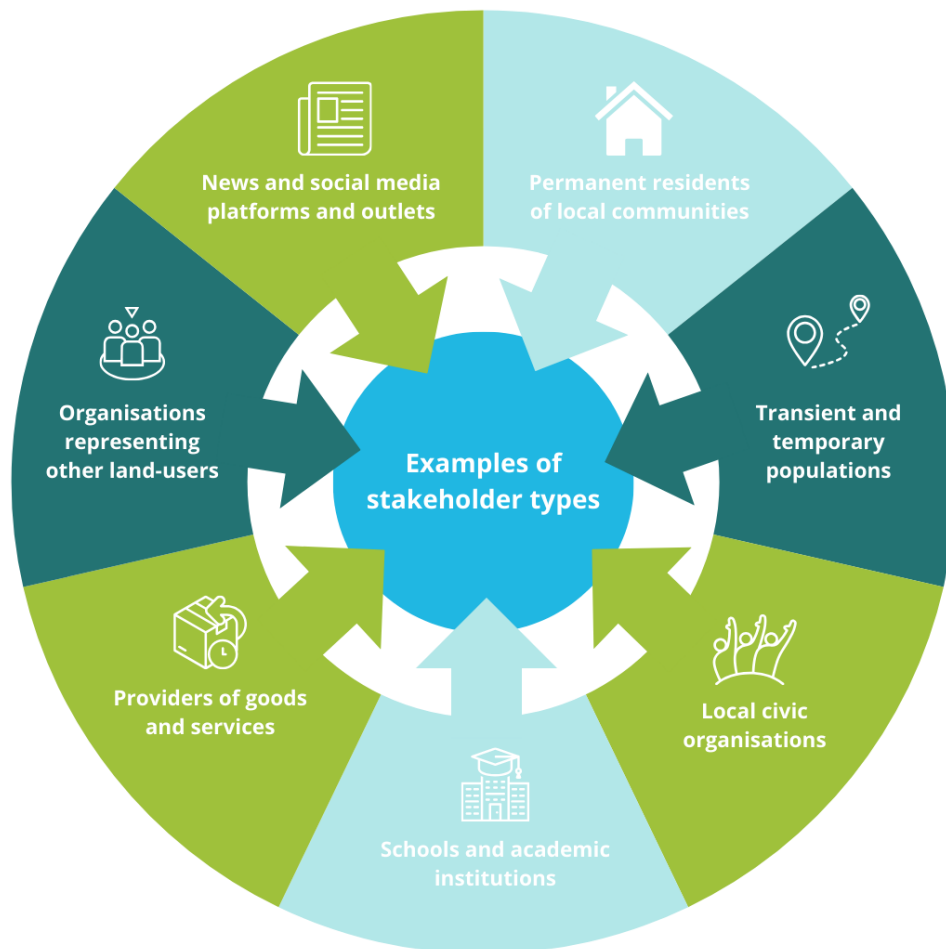 News and social media
platforms and outlets
Permanent residents
of local communities
Organisations
representing
other land-users
Transient and
temporary
populations
Examples of
stakeholder types
Providers of goods
and services
Local civic
organisations
Schools and academic
institutions